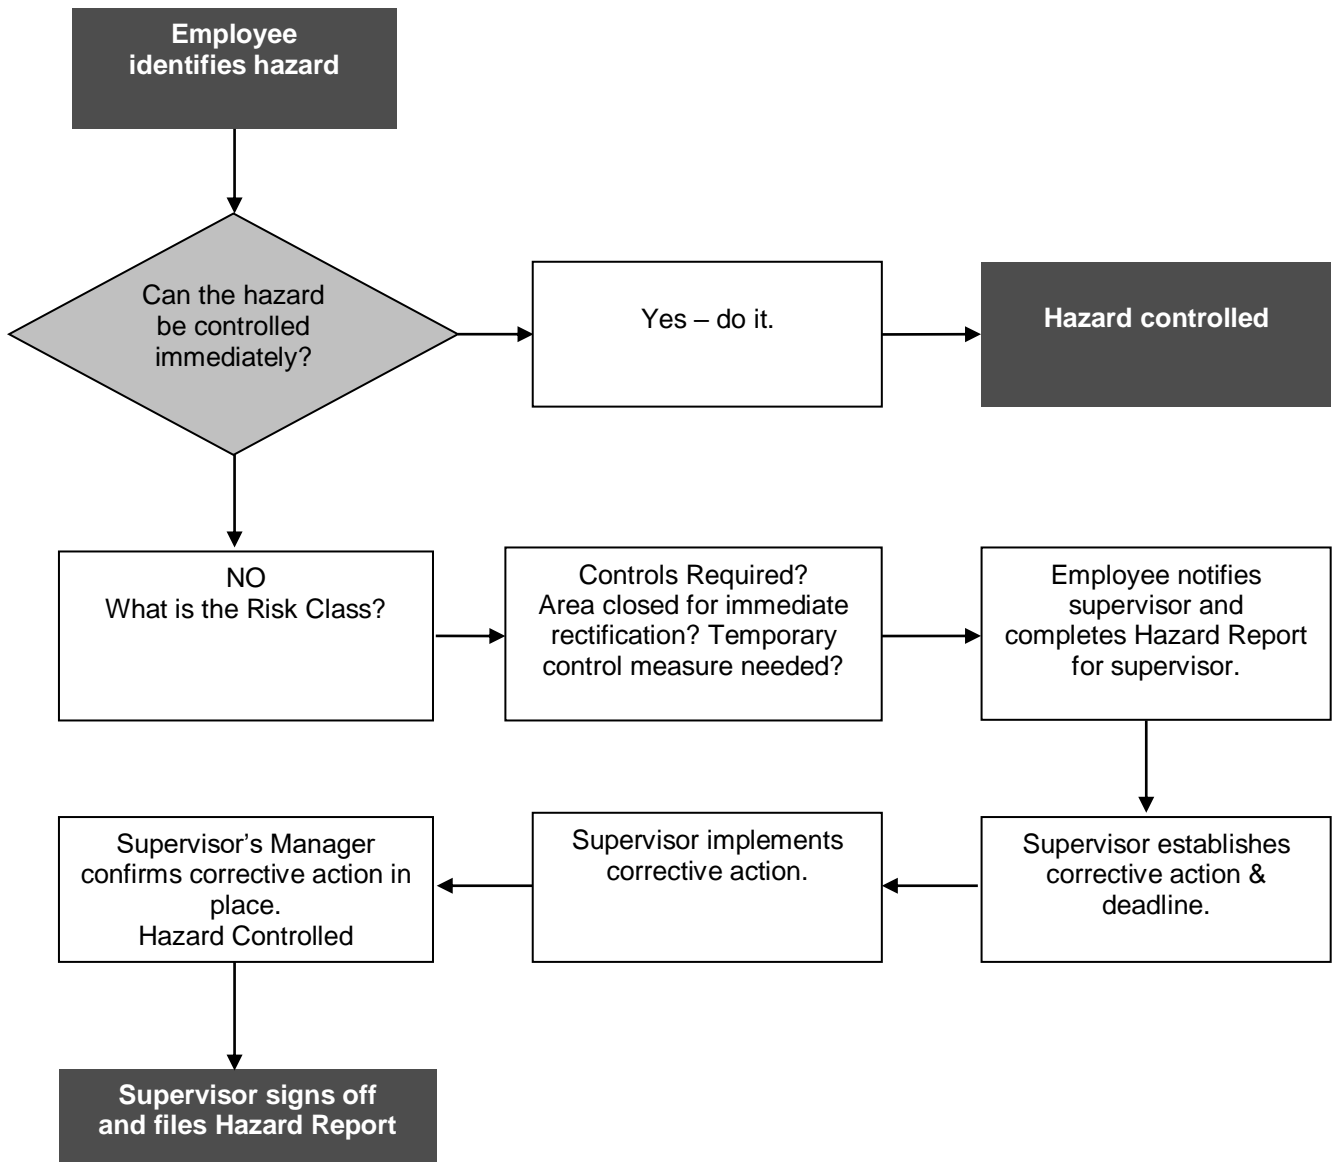 Employee
identifies hazard
Can the hazard
be controlled
immediately?
Yes – do it.
Hazard controlled
NO
What is the Risk Class?
Controls Required?
Area closed for immediate
rectification? Temporary
control measure needed?
Employee notifies
supervisor and
completes Hazard Report
for supervisor.
Supervisor establishes
corrective action &
deadline.
Supervisor implements
corrective action.
Supervisor’s Manager
confirms corrective action in
place.
Hazard Controlled
Supervisor signs off
and files Hazard Report